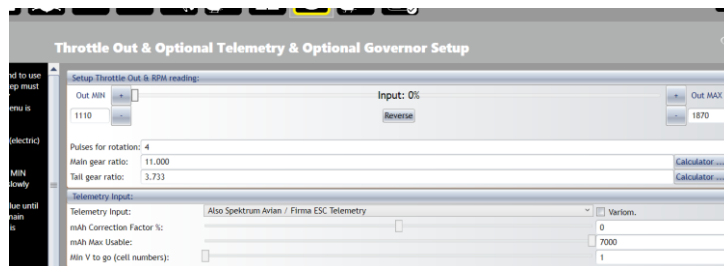 Throttle Out & Optional Telemetry & Optional Governor Setup
nd to use
ep must
enu is
(electric)
MIN
slowly
lue until
main
is
Setup Throttle Out & RPM reading:
Out MIN + Input: 0% + Out MAX
1110 - Reverse - 1870
Pulses for rotation: 4
Main gear ratio: 11.000 Calculator ...
Tail gear ratio: 3.733 Calculator ...
Telemetry Input:
Telemetry Input: Also Spektrum Avian / Firma ESC Telemetry Variom.
mAh Correction Factor %: 0
mAh Max Usable: 7000
Min V to go (cell numbers): 1